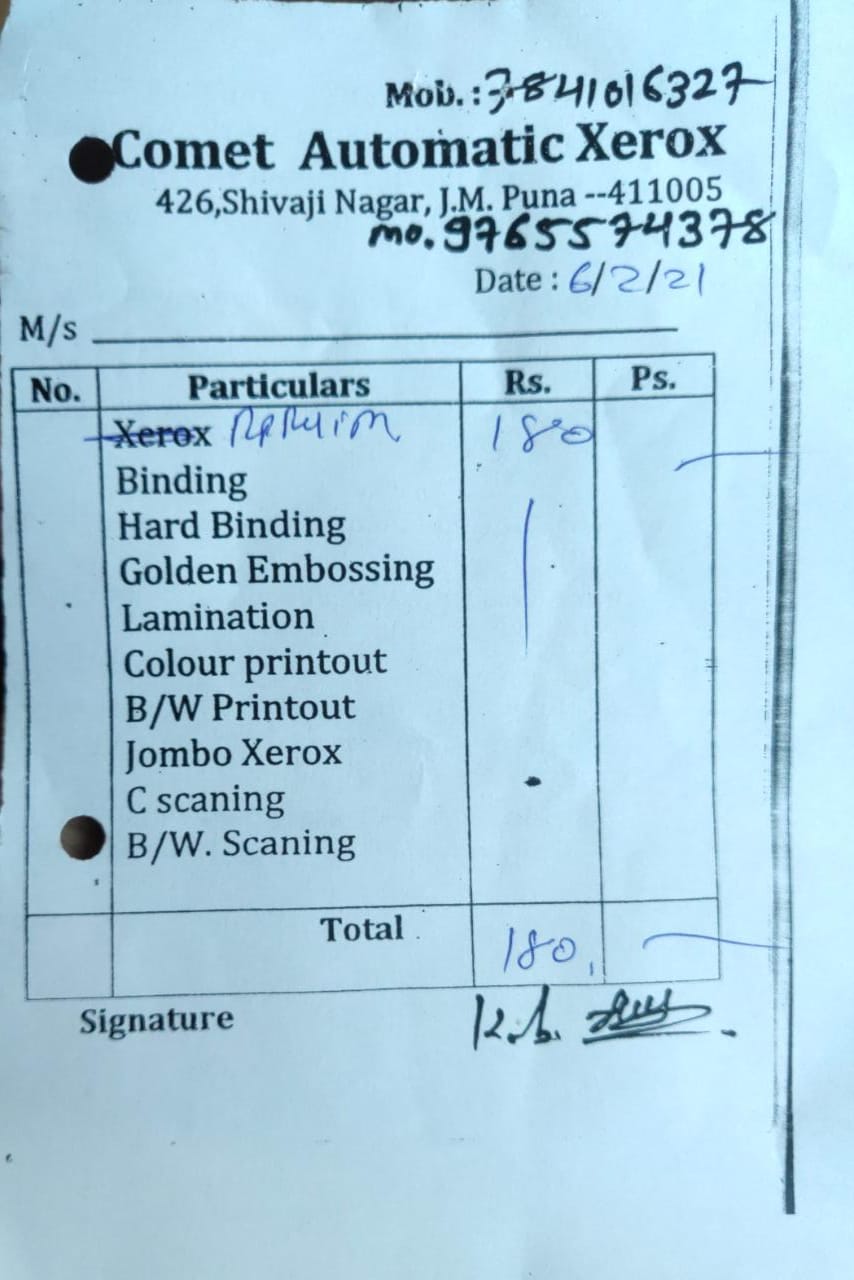 Mob.: 7841016327
Comet Automatic Xerox
426,Shivaji Nagar, J.M. Puna --411005
mo. 9765574378
Date : 6/2/21
M/s
No. Particulars Rs. Ps.
Xerox 180
Binding
Hard Binding
Golden Embossing
Lamination
Colour printout
B/W Printout
Jombo Xerox
C scaning
B/W. Scaning
Total 180
Signature